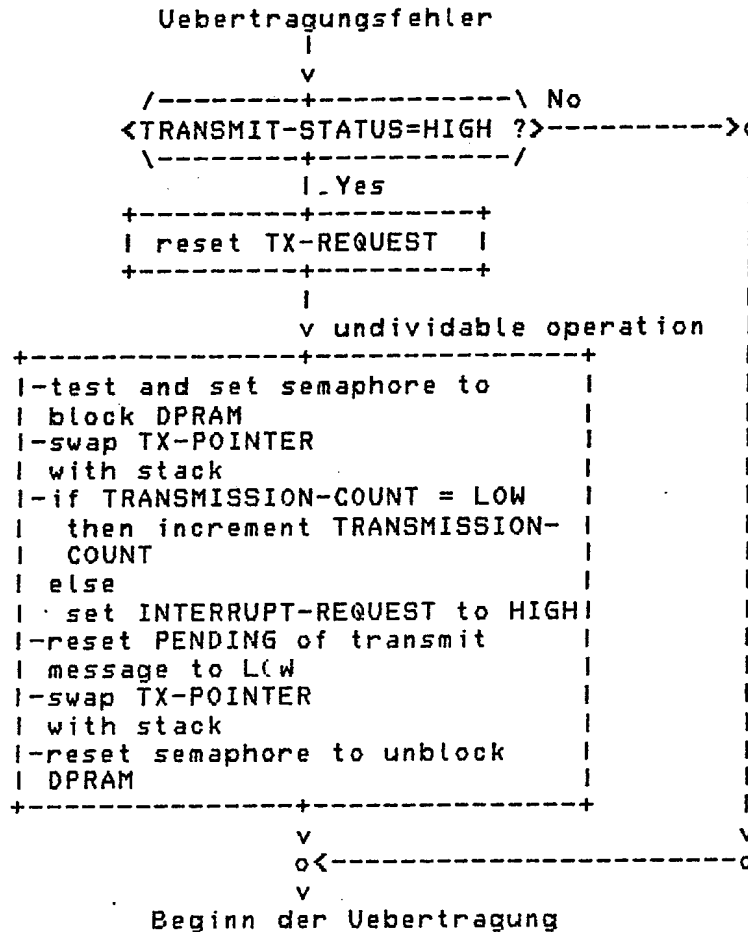 Uebertragungsfehler
TRANSMIT-STATUS=HIGH ? No
Yes
reset TX-REQUEST
undividable operation
-test and set semaphore to
block DPRAM
-swap TX-POINTER
with stack
-if TRANSMISSION-COUNT = LOW
then increment TRANSMISSION-
COUNT
else
set INTERRUPT-REQUEST to HIGH
-reset PENDING of transmit
message to LOW
-swap TX-POINTER
with stack
-reset semaphore to unblock
DPRAM
Beginn der Uebertragung